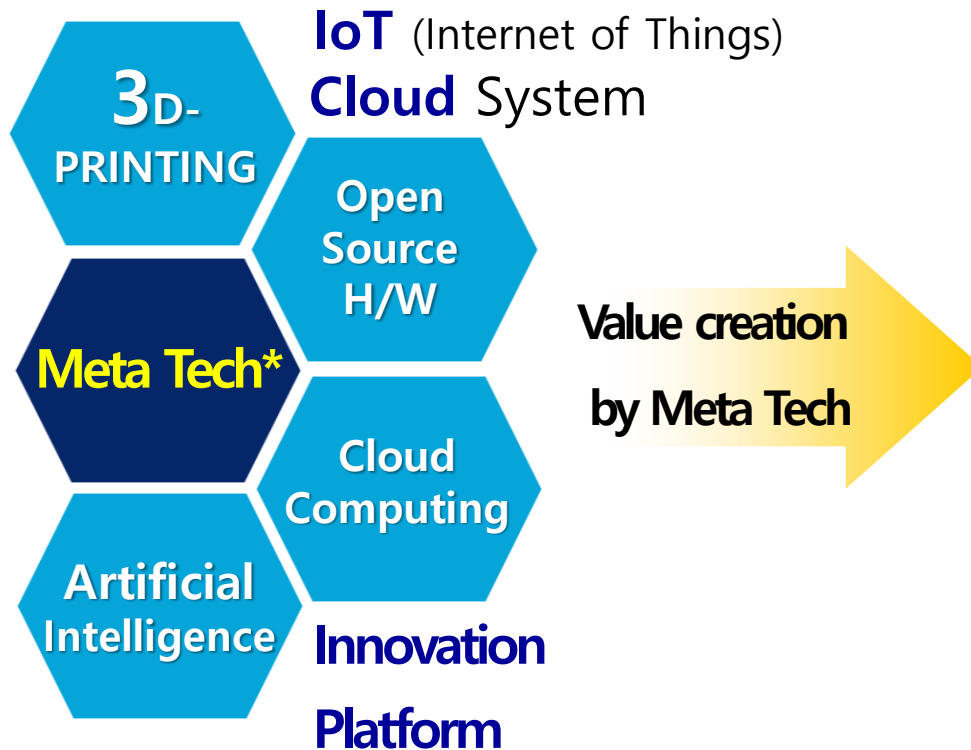 IoT (Internet of Things)
Cloud System
3D-
PRINTING
Open
Source
H/W
Meta Tech*
Cloud
Computing
Artificial
Intelligence
Innovation
Platform
Value creation
by Meta Tech